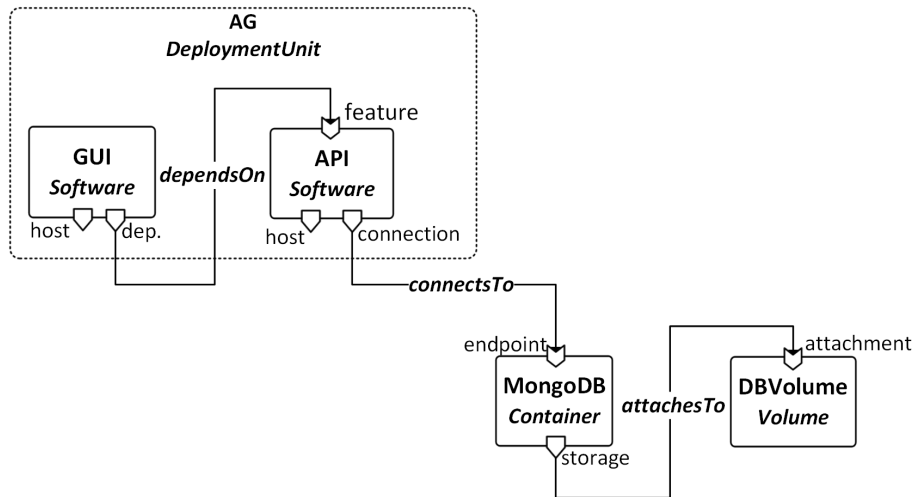 AG
DeploymentUnit
feature
GUI
Software
dependsOn
API
Software
host
dep.
host
connection
connectsTo
endpoint
attachment
MongoDB
Container
attachesTo
DBVolume
Volume
storage